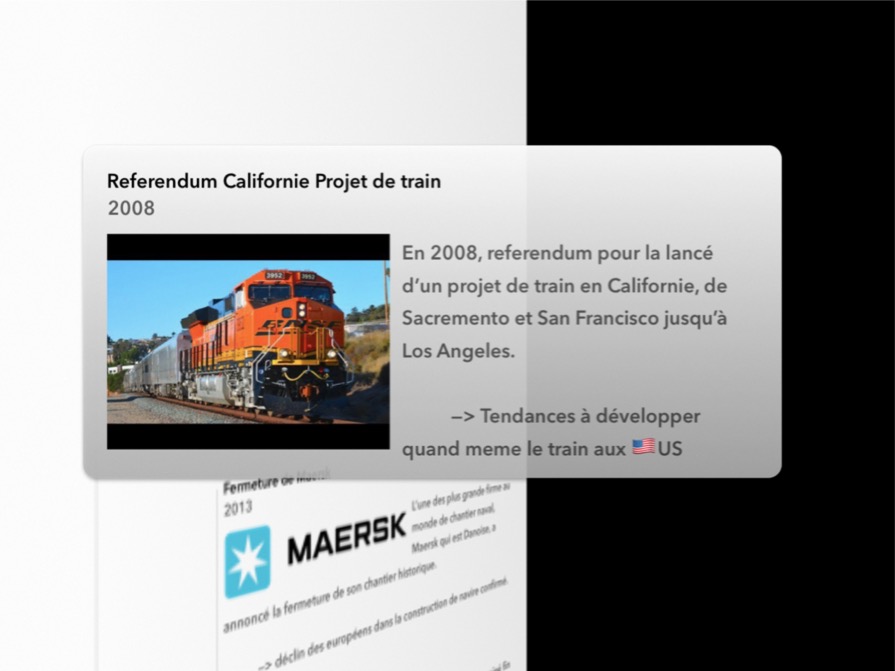 Referendum Californie Projet de train
2008
En 2008, referendum pour la lancé
d’un projet de train en Californie, de
Sacremento et San Francisco jusqu’à
Los Angeles.
–> Tendances à développer
quand meme le train aux 🇺🇸US
3952 3952
Fermeture de Maersk
2013
MAERSK
L'une des plus grande firme au
monde de chantier naval.
Maersk qui est Danoise, a
annoncé la fermeture de son chantier historique.
–> déclin des européens dans la construction de navire confirmé.